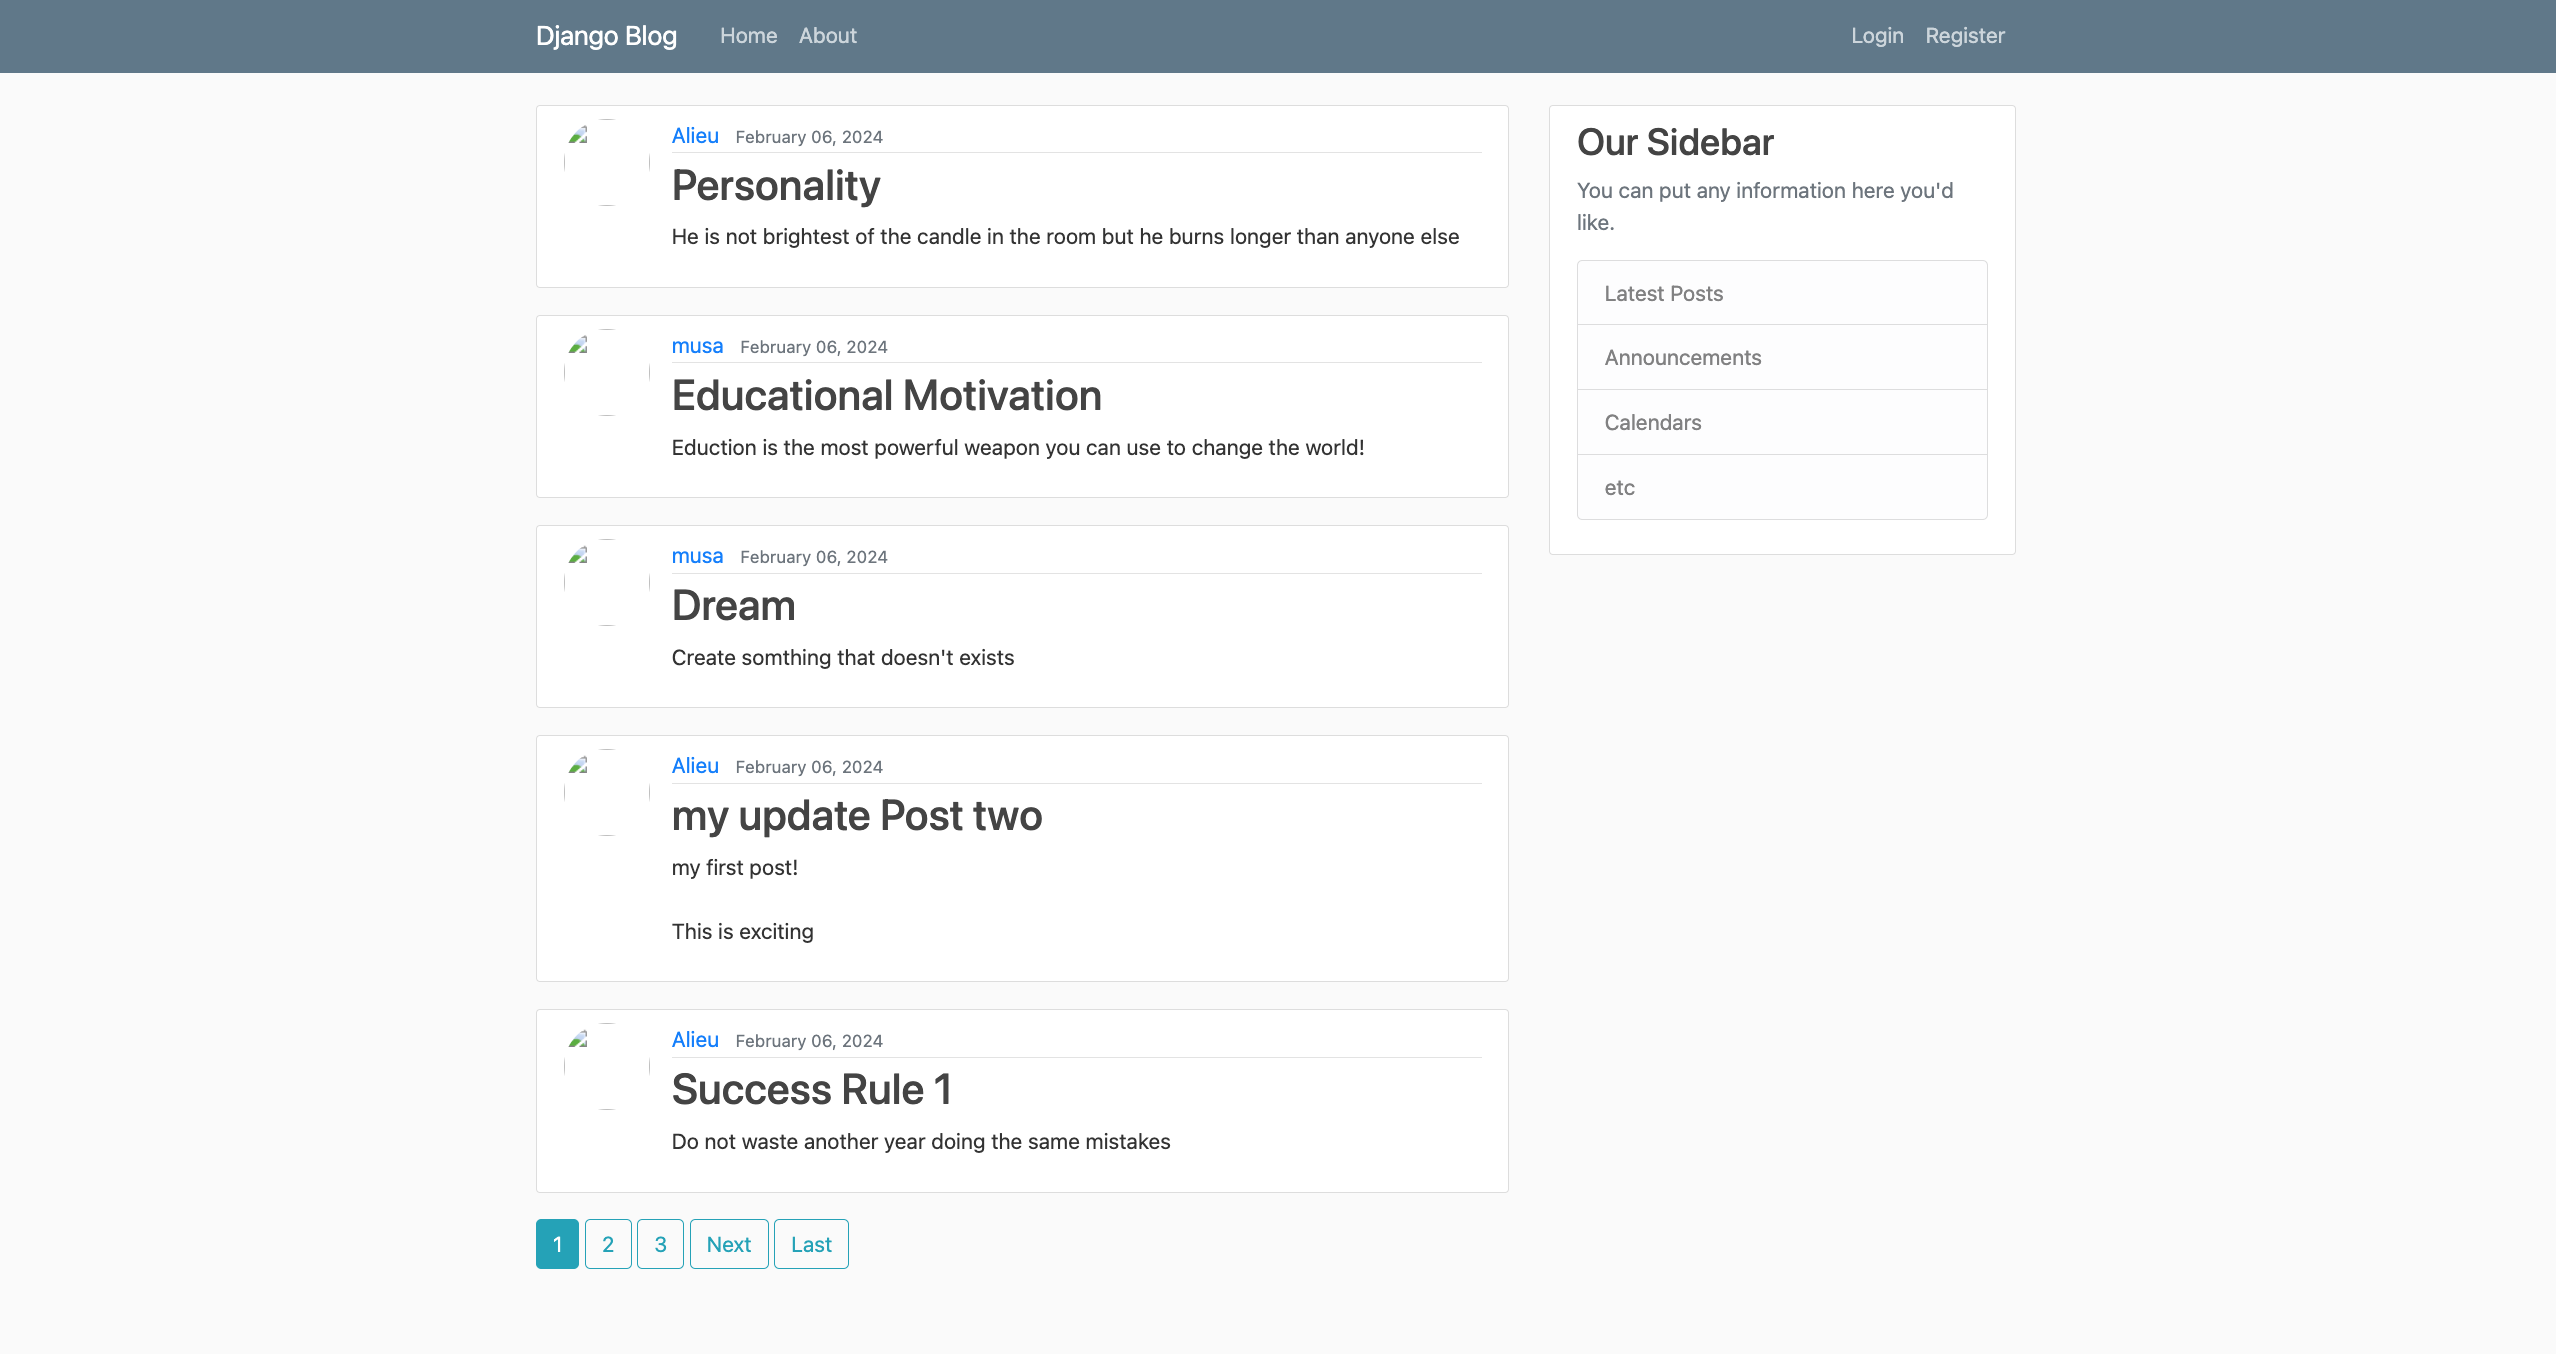 Django Blog Home About Login Register
Alieu February 06, 2024
Personality
He is not brightest of the candle in the room but he burns longer than anyone else
musa February 06, 2024
Educational Motivation
Eduction is the most powerful weapon you can use to change the world!
musa February 06, 2024
Dream
Create somthing that doesn't exists
Alieu February 06, 2024
my update Post two
my first post!
This is exciting
Alieu February 06, 2024
Success Rule 1
Do not waste another year doing the same mistakes
1 2 3 Next Last
Our Sidebar
You can put any information here you'd
like.
Latest Posts
Announcements
Calendars
etc